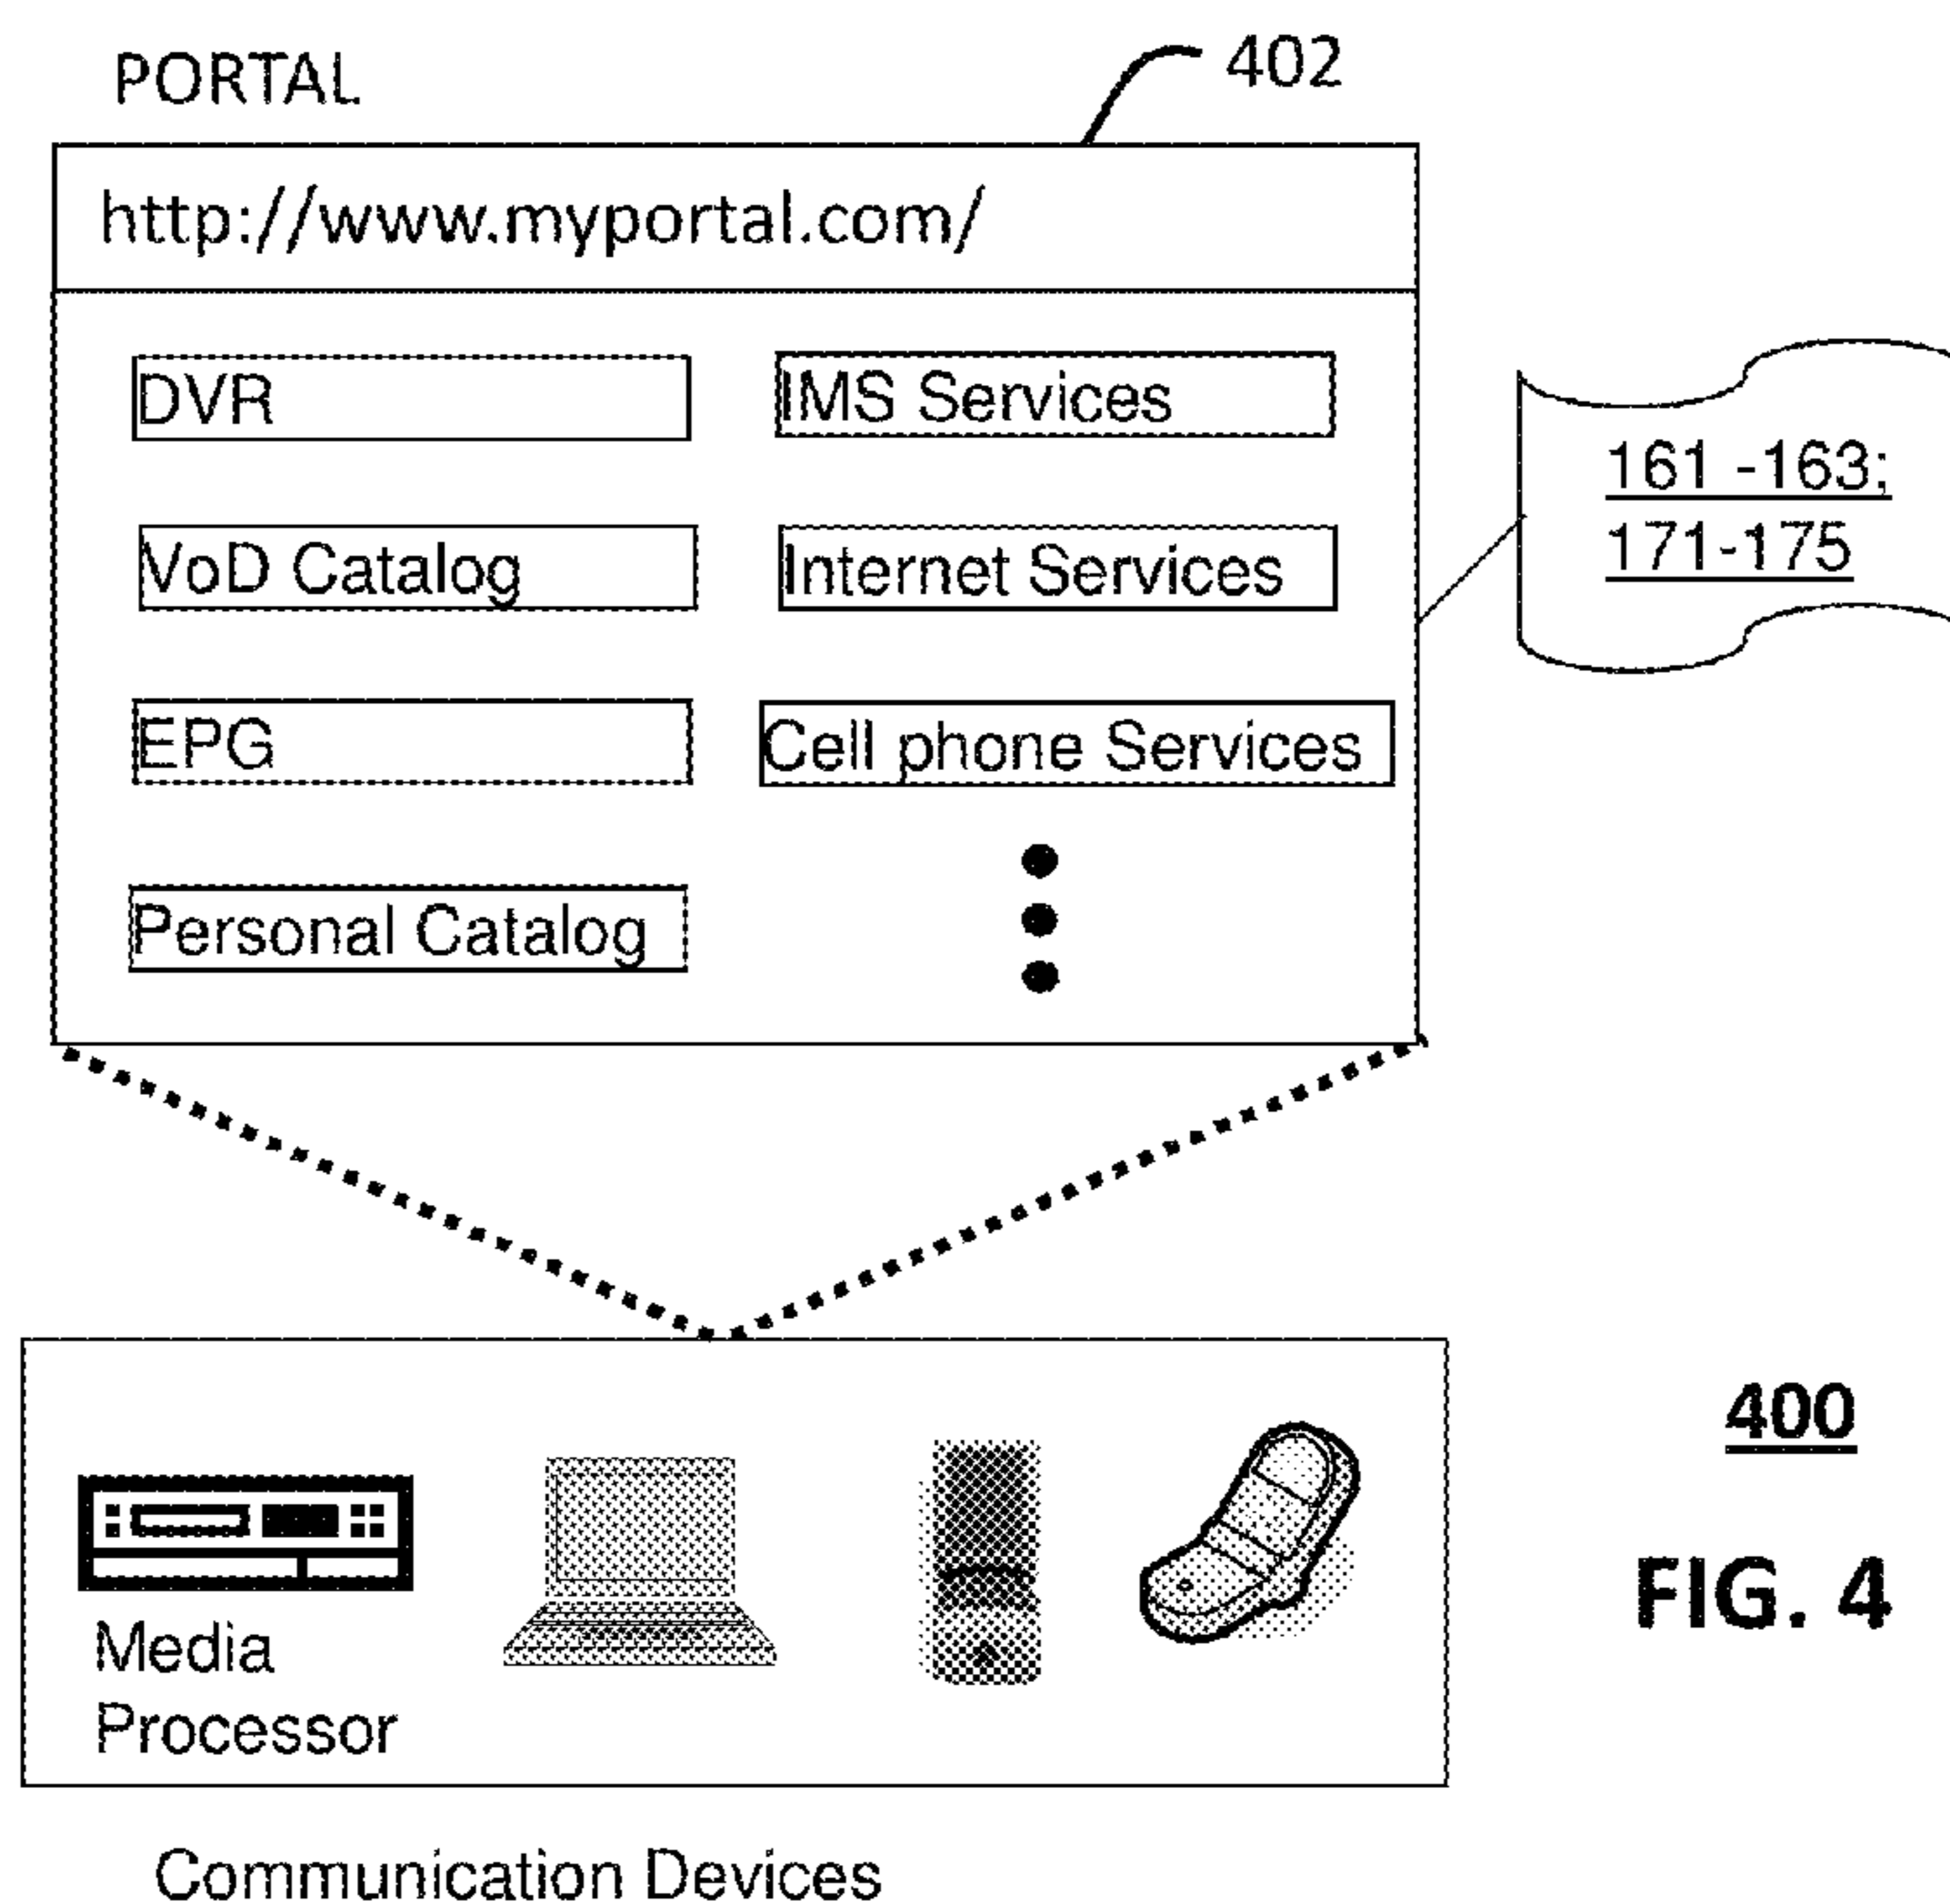 PORTAL
402
http://www.myportal.com/
DVR
IMS Services
VoD Catalog
Internet Services
EPG
Cell phone Services
Personal Catalog
161 -163;
171-175
Media
Processor
Communication Devices
400
FIG. 4